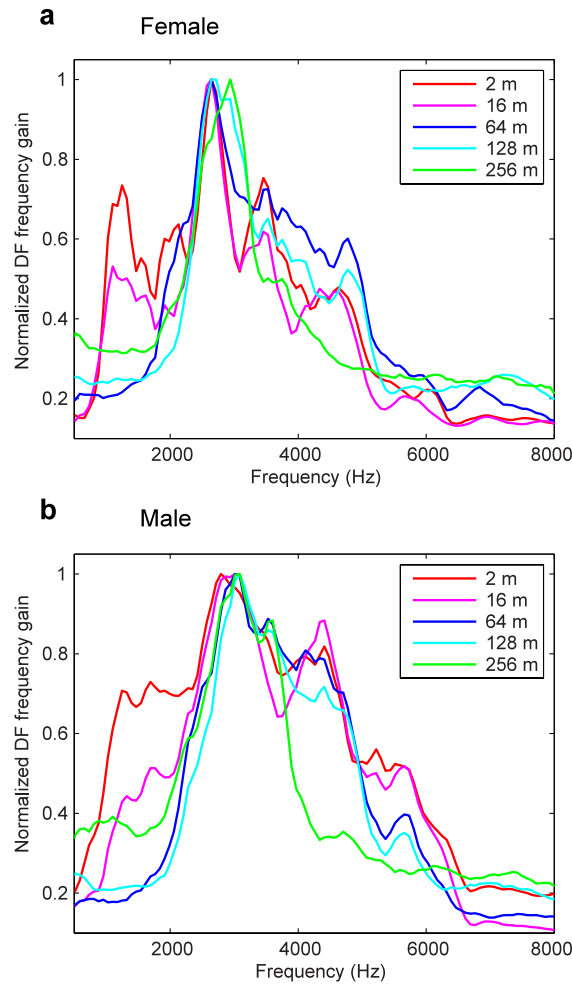 a
Female
Normalized DF frequency gain
1
0.8
0.6
0.4
0.2
2 m
16 m
64 m
128 m
256 m
2000 4000 6000 8000
Frequency (Hz)
b
Male
Normalized DF frequency gain
1
0.8
0.6
0.4
0.2
2 m
16 m
64 m
128 m
256 m
2000 4000 6000 8000
Frequency (Hz)